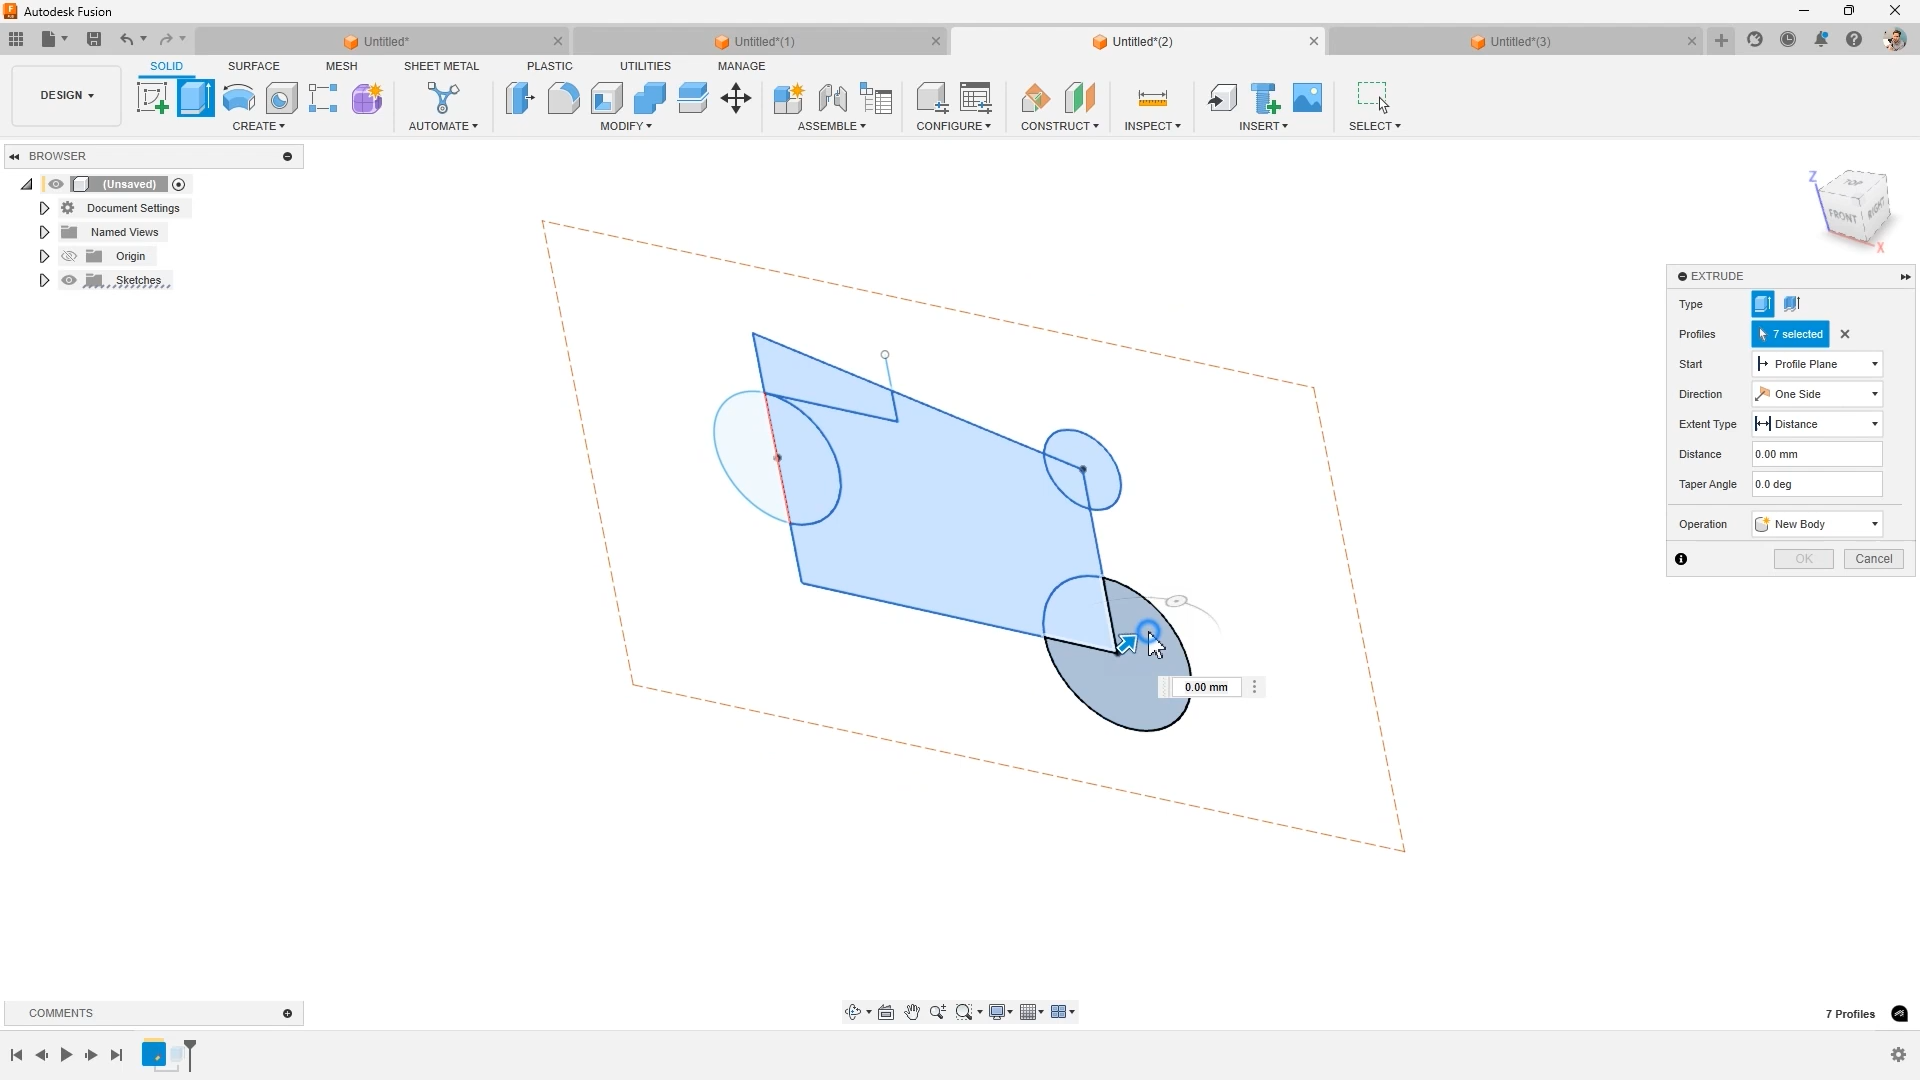 Autodesk Fusion
Untitled*
Untitled*(1)
Untitled*(2)
Untitled*(3)
DESIGN
SOLID
SURFACE
MESH
SHEET METAL
PLASTIC
UTILITIES
MANAGE
CREATE
AUTOMATE
MODIFY
ASSEMBLE
CONFIGURE
CONSTRUCT
INSPECT
INSERT
SELECT
BROWSER
(Unsaved)
Document Settings
Named Views
Origin
Sketches
Z
TOP
FRONT
RIGHT
X
EXTRUDE
Type
Profiles
7 selected
Start
Profile Plane
Direction
One Side
Extent Type
Distance
Distance
0.00 mm
Taper Angle
0.0 deg
Operation
New Body
OK
Cancel
0.00 mm
COMMENTS
7 Profiles